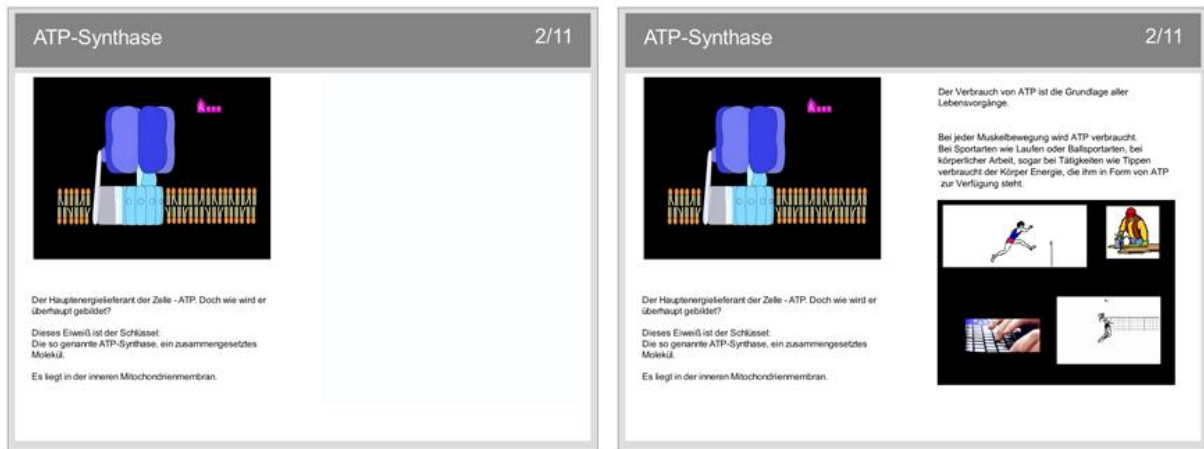 ATP-Synthase 2/11
Der Hauptenergielieferant der Zelle - ATP. Doch wie wird er
überhaupt gebildet?
Dieses Eiweiß ist der Schlüssel:
Die so genannte ATP-Synthase, ein zusammengesetztes
Molekül.
Es liegt in der inneren Mitochondrienmembran.
ATP-Synthase 2/11
Der Hauptenergielieferant der Zelle - ATP. Doch wie wird er
überhaupt gebildet?
Dieses Eiweiß ist der Schlüssel:
Die so genannte ATP-Synthase, ein zusammengesetztes
Molekül.
Es liegt in der inneren Mitochondrienmembran.
Der Verbrauch von ATP ist die Grundlage aller
Lebensvorgänge.
Bei jeder Muskelbewegung wird ATP verbraucht.
Bei Sportarten wie Laufen oder Ballsportarten, bei
körperlicher Arbeit, sogar bei Tätigkeiten wie Tippen
verbraucht der Körper Energie, die ihm in Form von ATP
zur Verfügung steht.